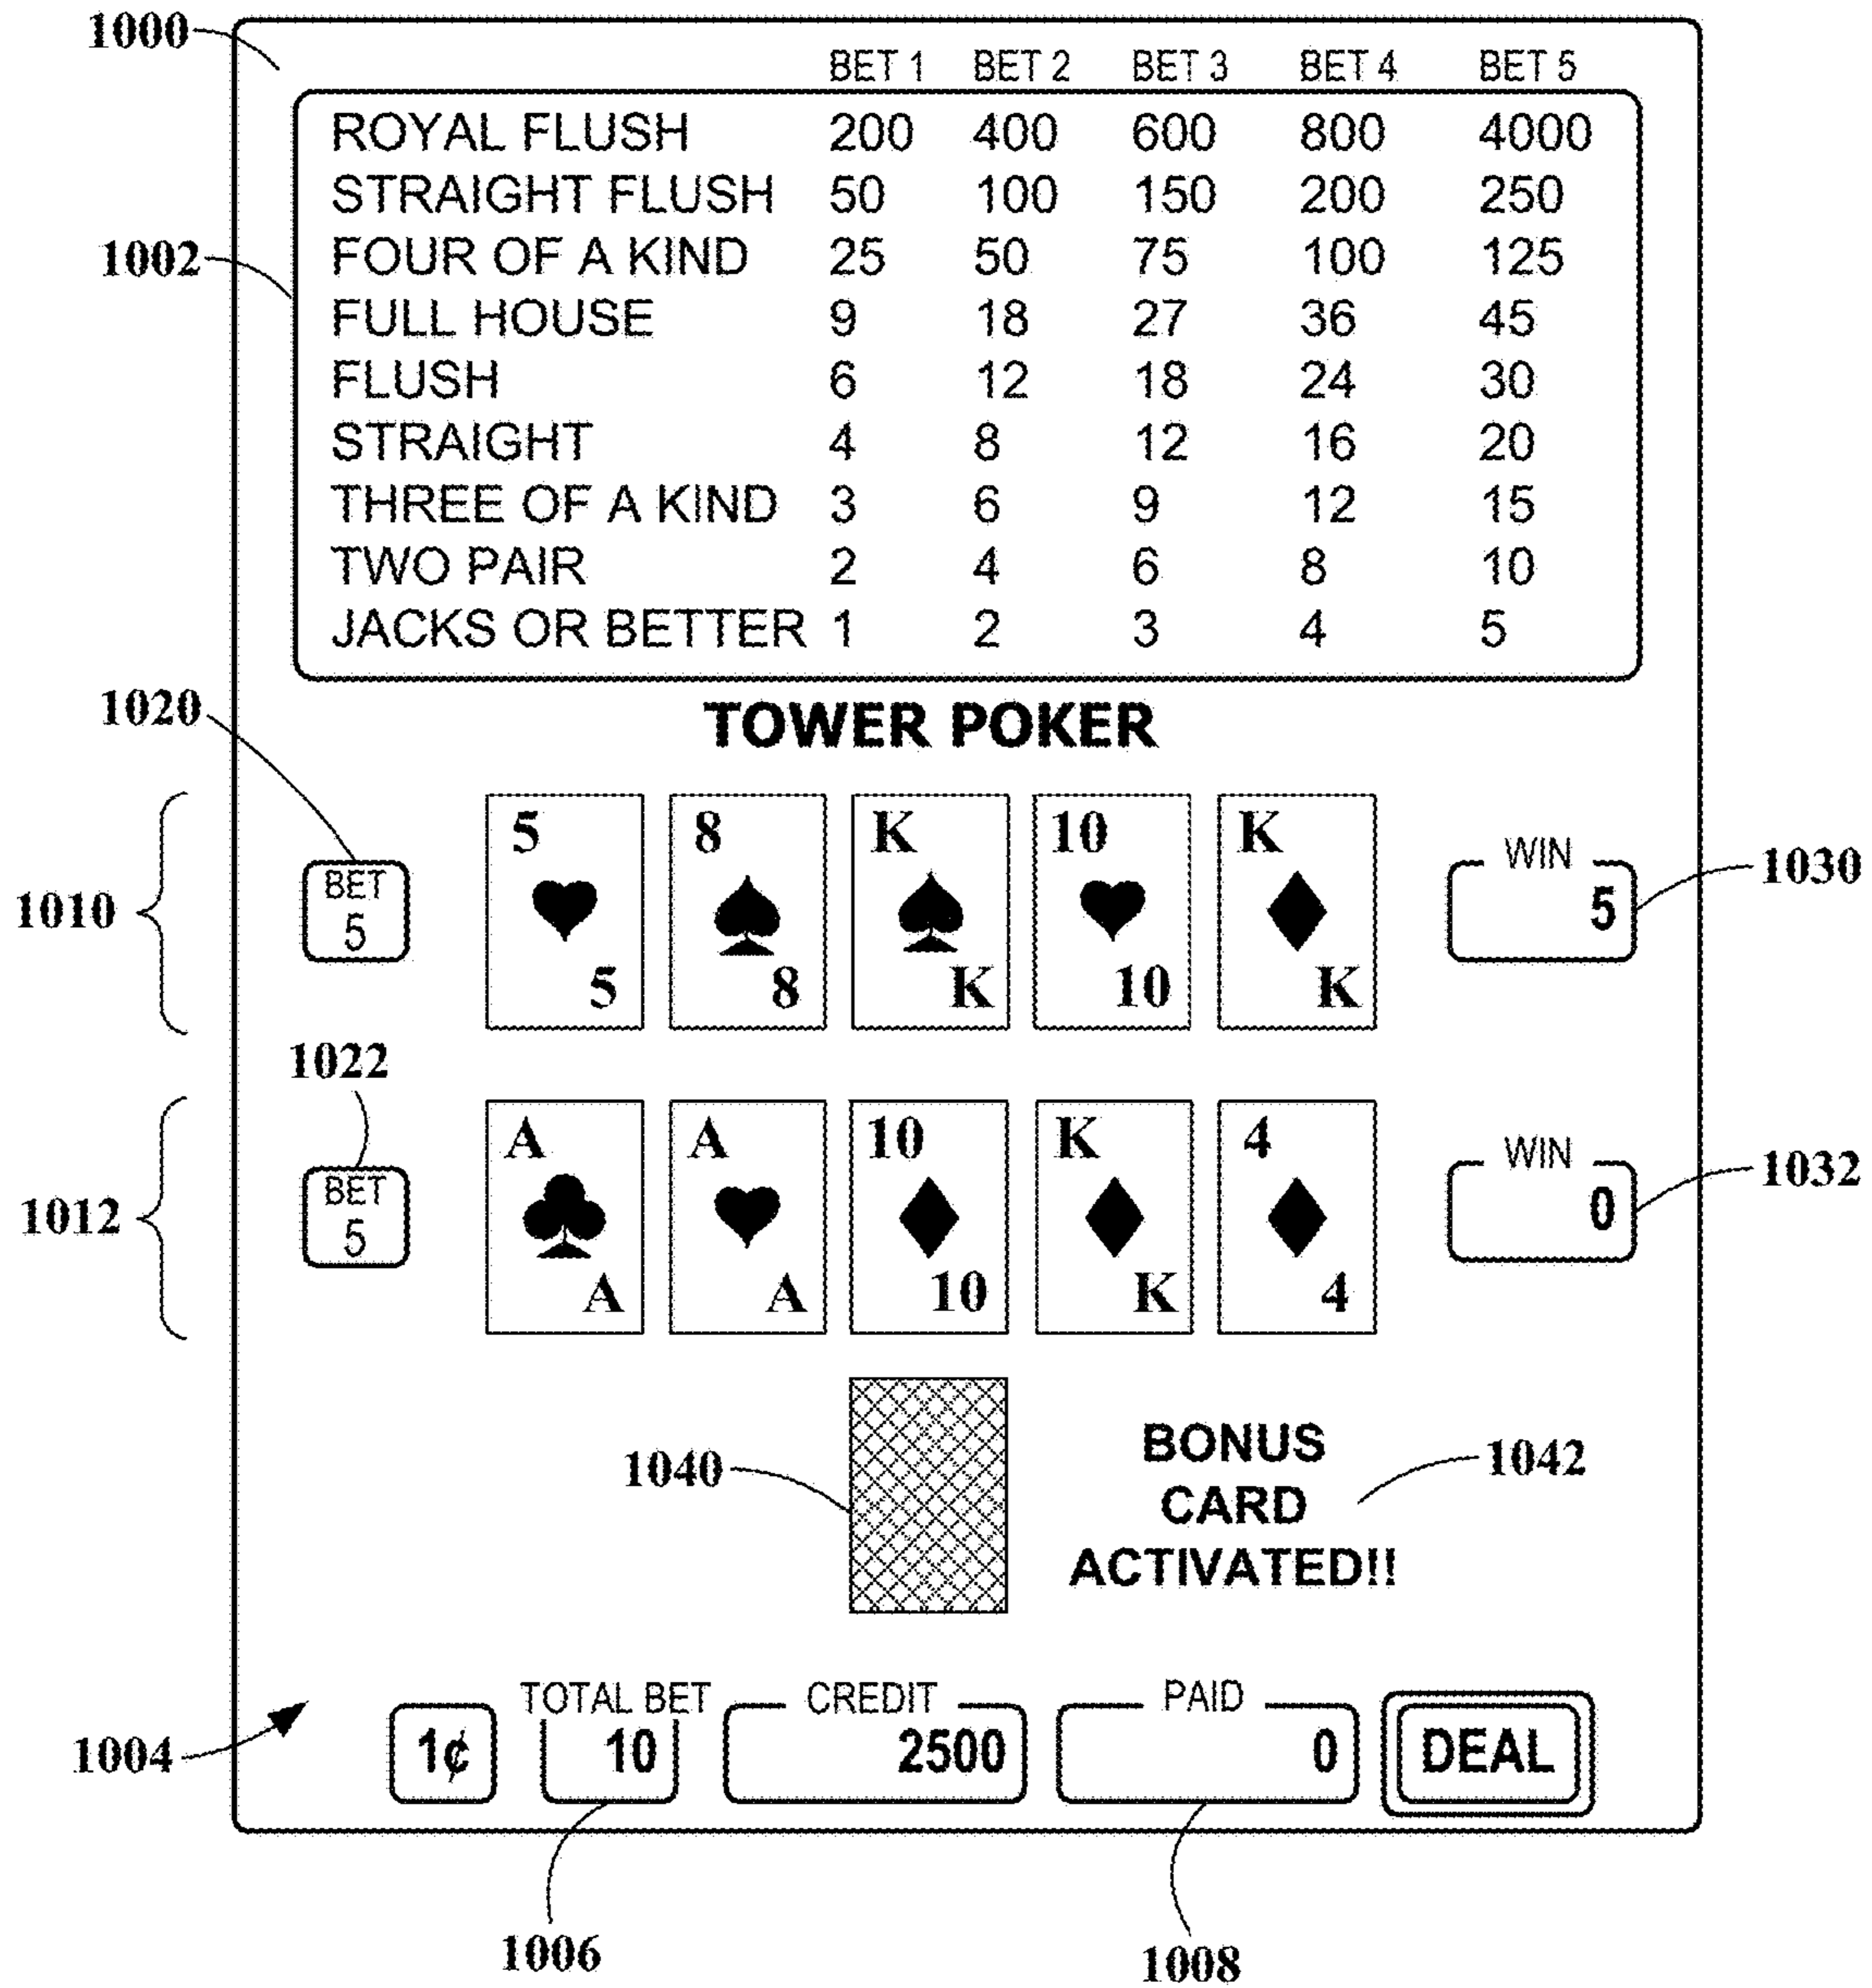 1000
BET 1 BET 2 BET 3 BET 4 BET 5
ROYAL FLUSH 200 400 600 800 4000
STRAIGHT FLUSH 50 100 150 200 250
1002
FOUR OF A KIND 25 50 75 100 125
FULL HOUSE 9 18 27 36 45
FLUSH 6 12 18 24 30
STRAIGHT 4 8 12 16 20
THREE OF A KIND 3 6 9 12 15
TWO PAIR 2 4 6 8 10
JACKS OR BETTER 1 2 3 4 5
1020
TOWER POKER
5 8 K 10 K
WIN
1030
BET
1010
5
5
5 8 K 10 K
1022
A A 10 K 4
WIN
1032
BET
1012
5
0
A A 10 K 4
BONUS
1040
1042
CARD
ACTIVATED!!
TOTAL BET CREDIT PAID
1004
1¢ 10 2500 0 DEAL
1006
1008